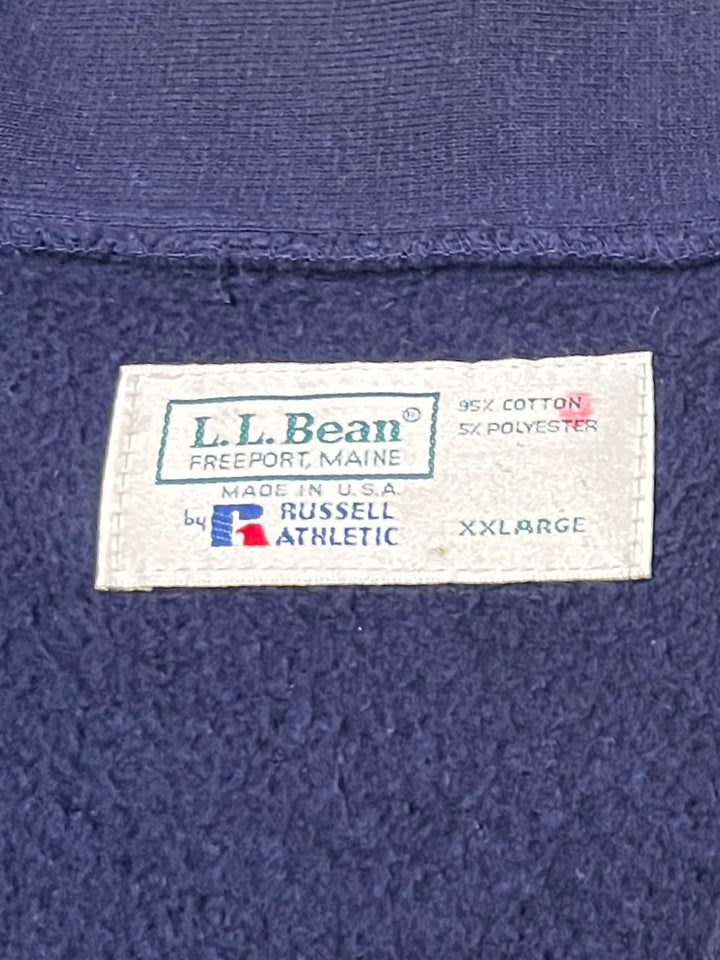 L.L.Bean®
FREEPORT, MAINE
MADE IN U.S.A.
by RUSSELL
ATHLETIC
95% COTTON
5% POLYESTER
XXLARGE